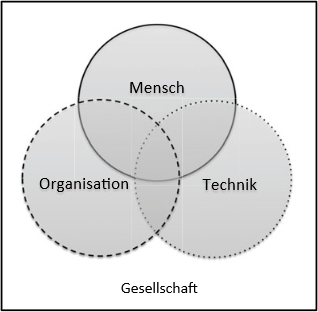 Mensch
Organisation Technik
Gesellschaft